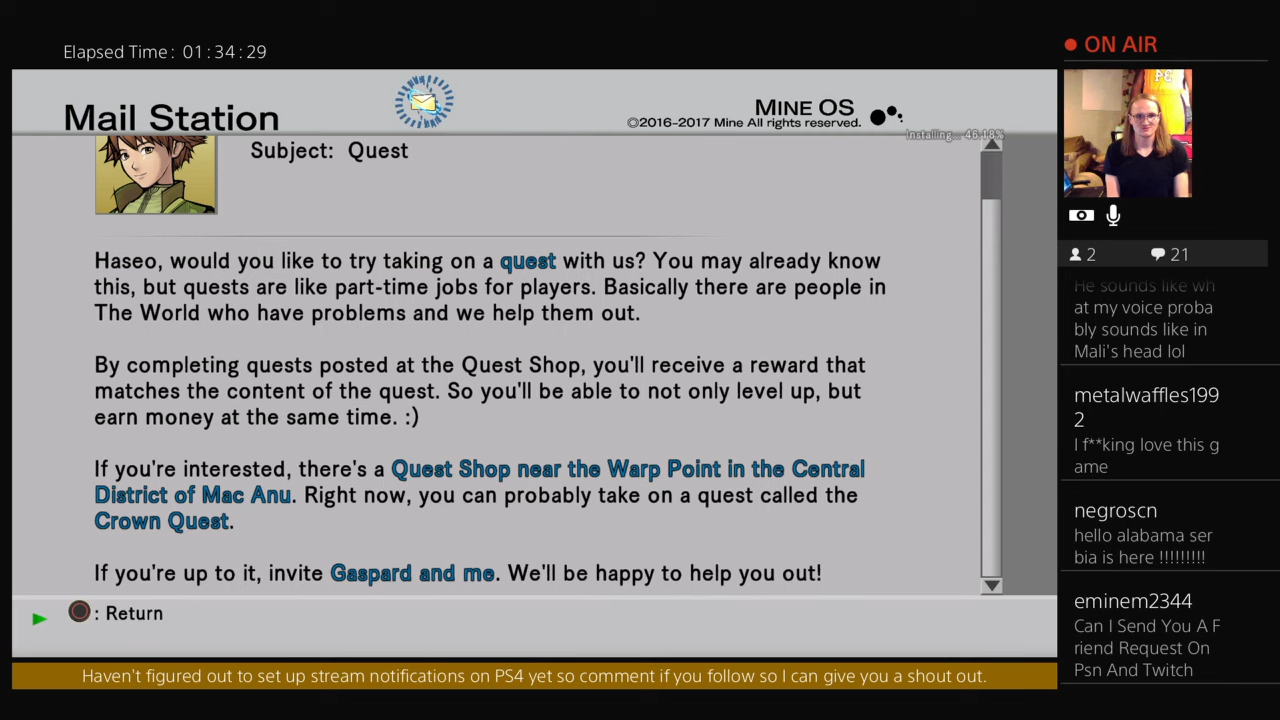 Elapsed Time: 01:34:29
ON AIR
Mail Station
MINE OS
©2016-2017 Mine All rights reserved.
Installing... 46.18%
Subject: Quest
Haseo, would you like to try taking on a quest with us? You may already know
this, but quests are like part-time jobs for players. Basically there are people in
The World who have problems and we help them out.
By completing quests posted at the Quest Shop, you'll receive a reward that
matches the content of the quest. So you'll be able to not only level up, but
earn money at the same time. :)
If you're interested, there's a Quest Shop near the Warp Point in the Central
District of Mac Anu. Right now, you can probably take on a quest called the
Crown Quest.
If you're up to it, invite Gaspard and me. We'll be happy to help you out!
: Return
Haven't figured out to set up stream notifications on PS4 yet so comment if you follow so I can give you a shout out.
2
21
He sounds like wh
at my voice proba
bly sounds like in
Mali's head lol
metalwaffles199
2
I f**king love this g
ame
negroscn
hello alabama ser
bia is here !!!!!!!!!
eminem2344
Can I Send You A F
riend Request On
Psn And Twitch